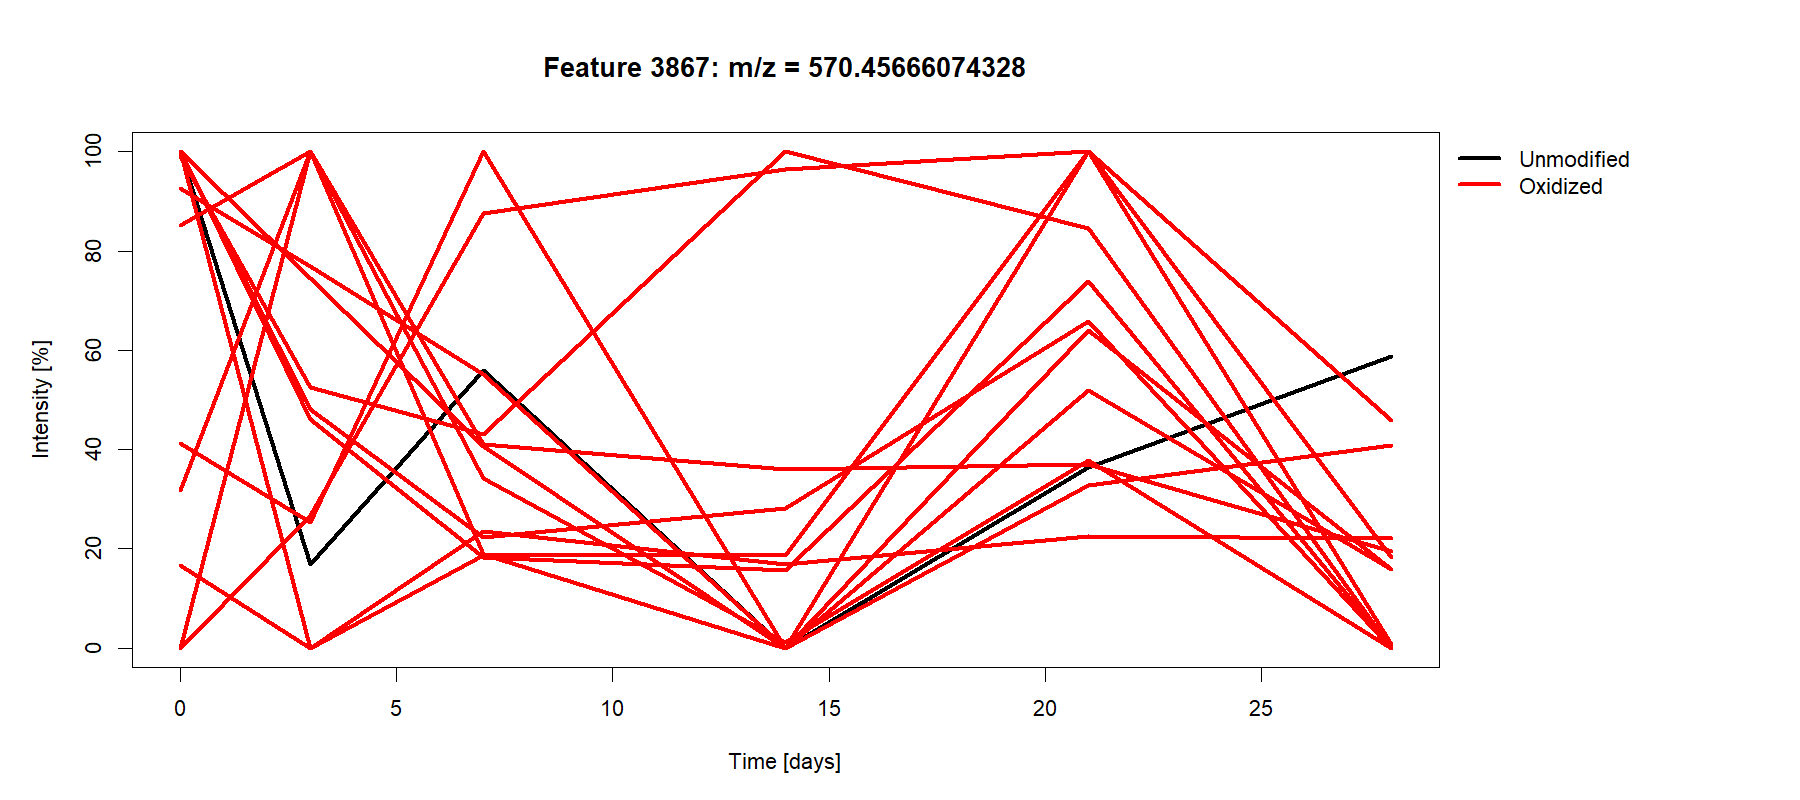 Feature 3867: m/z = 570.45666074328
Unmodified
Oxidized
Intensity [%]
100
80
60
40
20
0
0 5 10 15 20 25
Time [days]